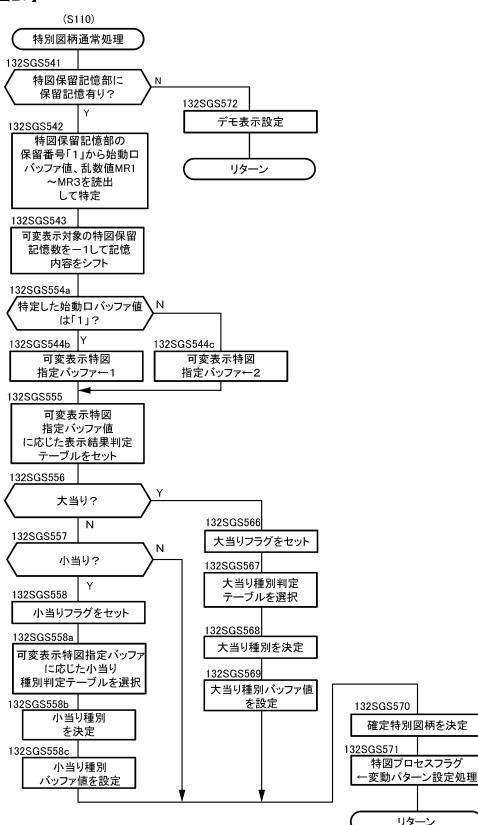 (S110)
特別図柄通常処理
132SGS541
特図保留記憶部に
保留記憶有り？
N
Y
132SGS572
デモ表示設定
リターン
132SGS542
特図保留記憶部の
保留番号「1」から始動口
バッファ値、乱数値MR1
～MR3を読出
して特定
132SGS543
可変表示対象の特図保留
記憶数を－1して記憶
内容をシフト
132SGS554a
特定した始動口バッファ値
は「1」？
N
Y
132SGS544b
可変表示特図
指定バッファ←1
132SGS544c
可変表示特図
指定バッファ←2
132SGS555
可変表示特図
指定バッファ値
に応じた表示結果判定
テーブルをセット
132SGS556
大当り？
Y
N
132SGS557
小当り？
N
Y
132SGS558
小当りフラグをセット
132SGS558a
可変表示特図指定バッファ
に応じた小当り
種別判定テーブルを選択
132SGS558b
小当り種別
を決定
132SGS558c
小当り種別
バッファ値を設定
132SGS566
大当りフラグをセット
132SGS567
大当り種別判定
テーブルを選択
132SGS568
大当り種別を決定
132SGS569
大当り種別バッファ値
を設定
132SGS570
確定特別図柄を決定
132SGS571
特図プロセスフラグ
←変動パターン設定処理
リターン